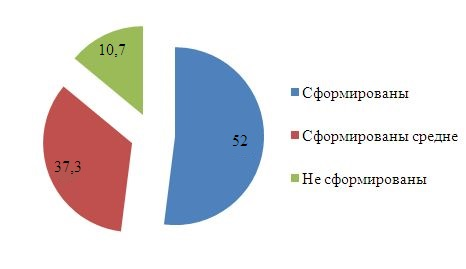 10,7
52
37,3
Сформированы
Сформированы средне
Не сформированы